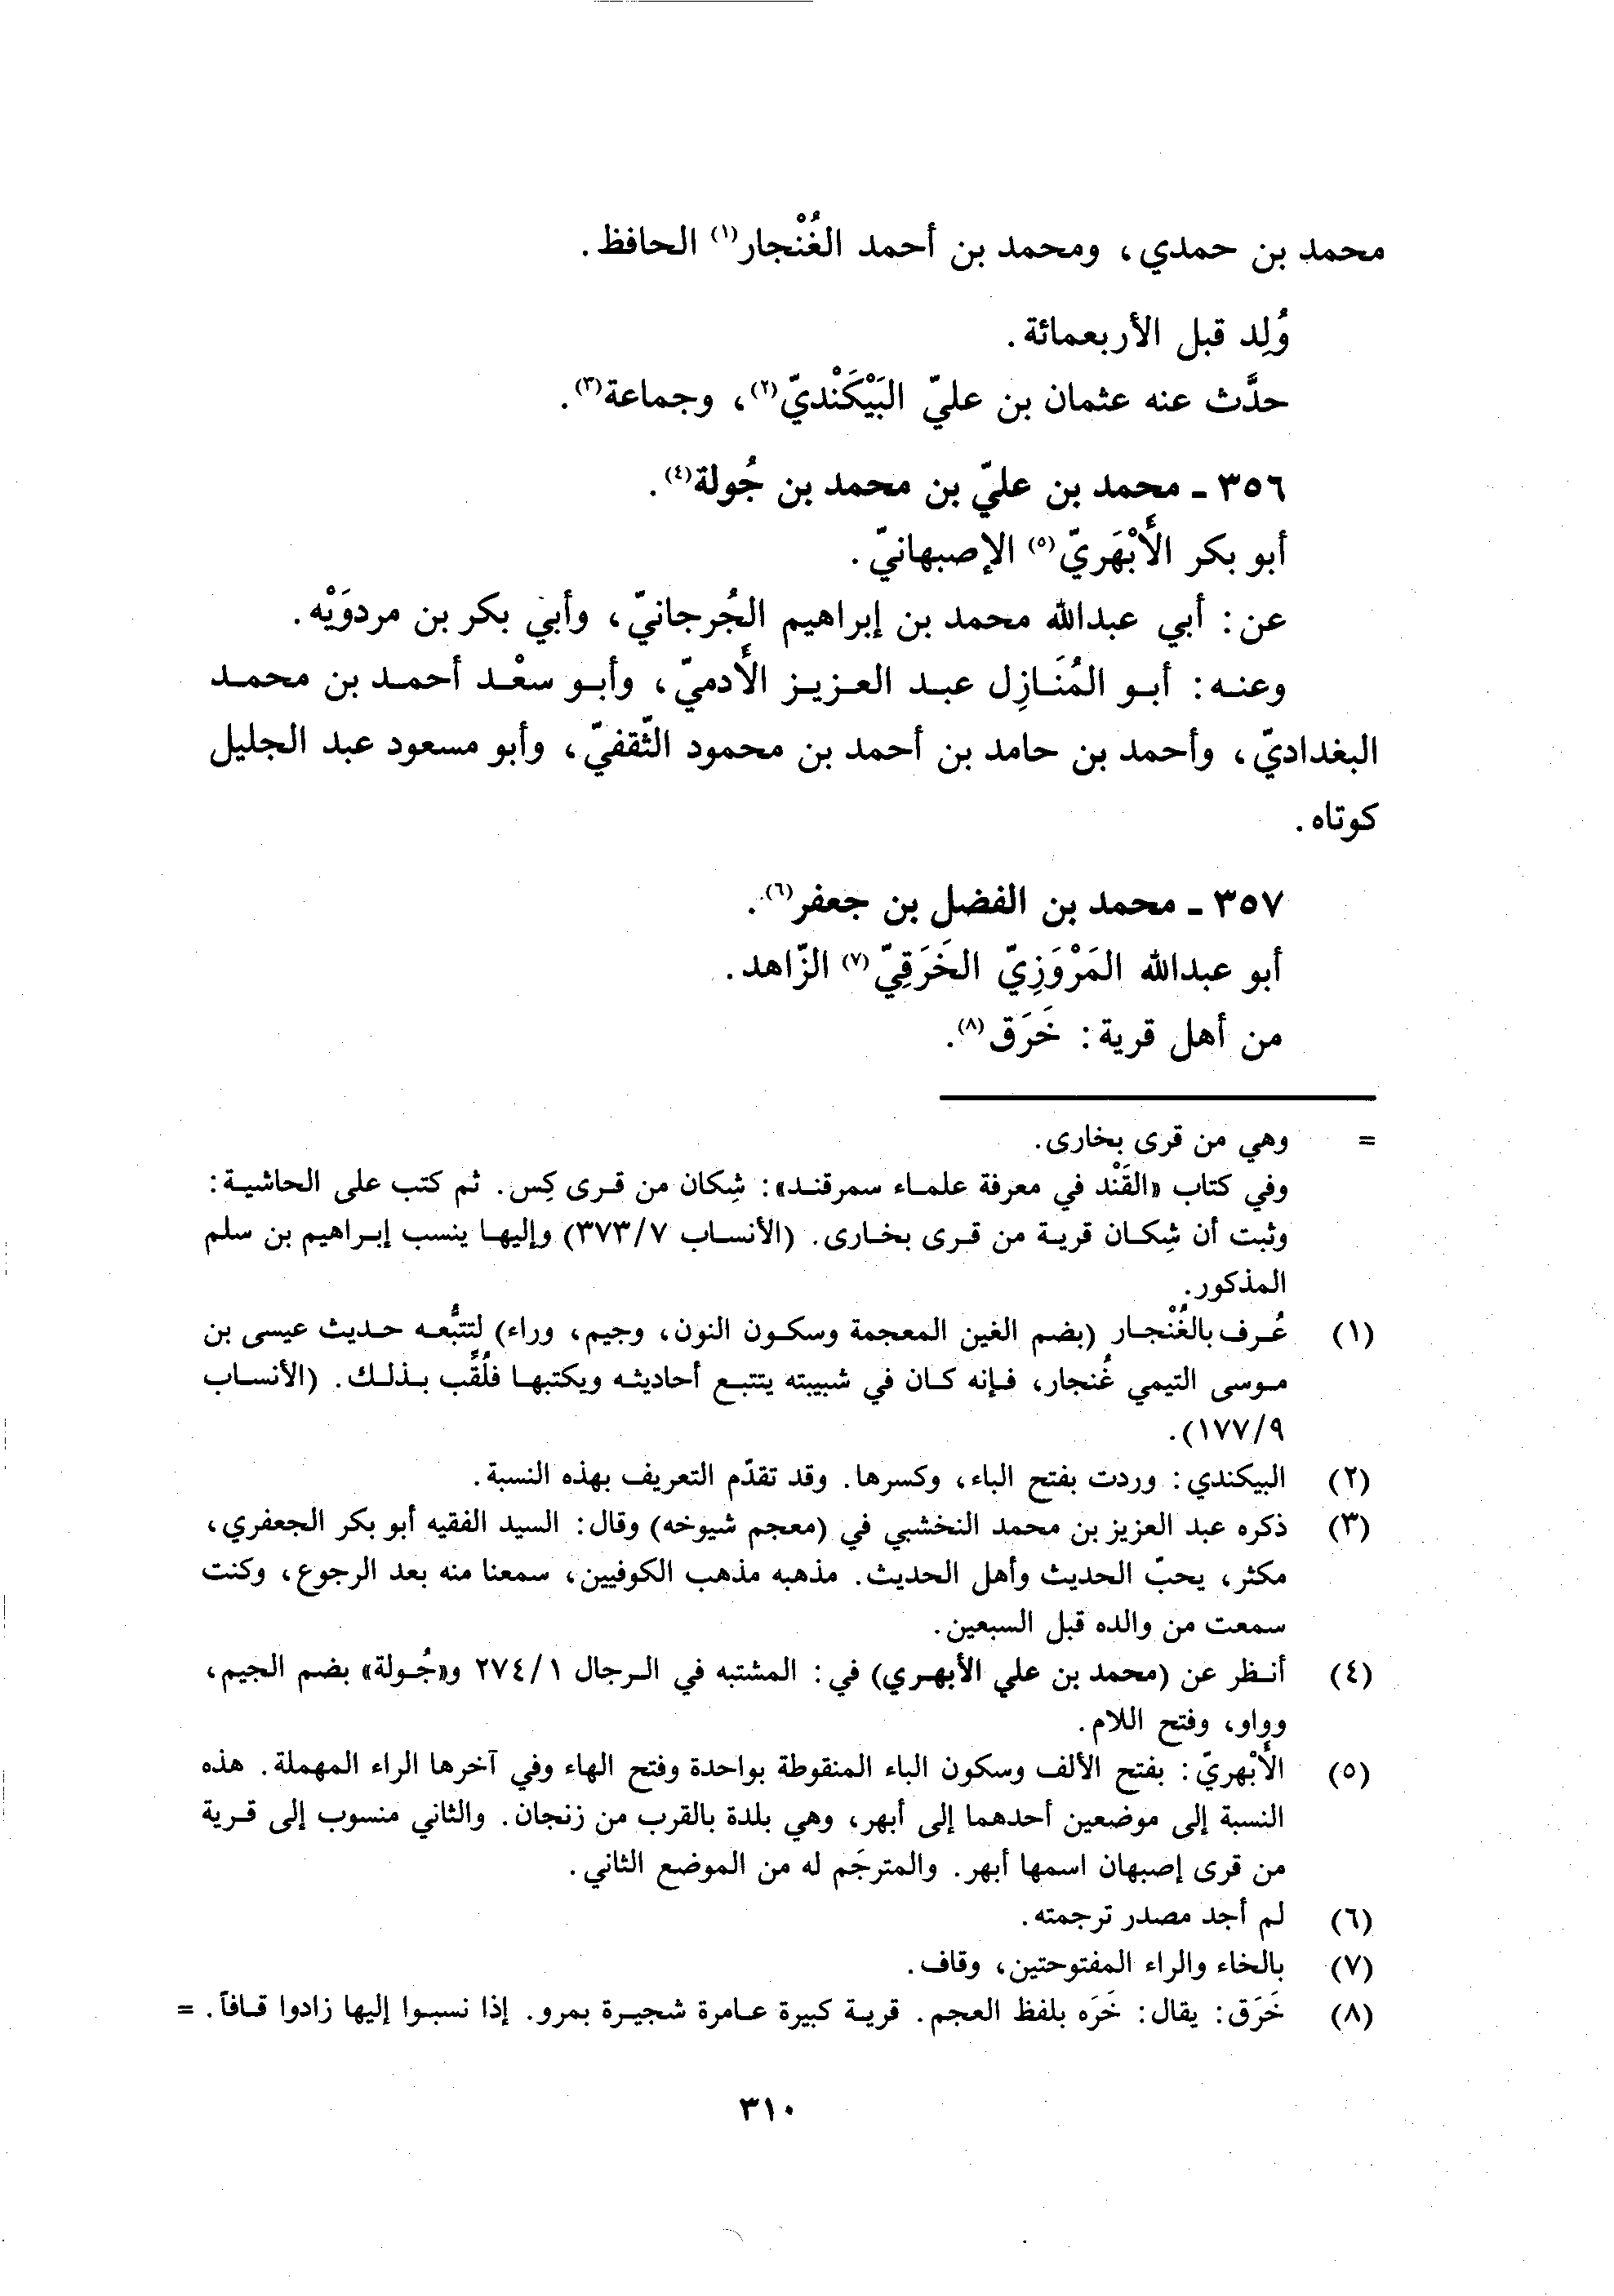 محمد بن حمدي، ومحمد بن أحمد الغُنْجار(١) الحافظ.
وُلِد قبل الأربعمائة.
حدَّث عنه عثمان بن عليّ البَيْكَنْديّ(٢)، وجماعة(٣).
٣٥٦ ـ محمد بن عليّ بن محمد بن جُولة(٤).
أبو بكر الأَبْهَريّ(٥) الإصبهانيّ.
عن: أبي عبدالله محمد بن إبراهيم الجُرجانيّ، وأبي بكر بن مردوَيْه.
وعنه: أبو المُنَازِل عبد العزيز الأَدميّ، وأبو سعْد أحمد بن محمد
البغداديّ، وأحمد بن حامد بن أحمد بن محمود الثّقفيّ، وأبو مسعود عبد الجليل
كوتاه.
٣٥٧ ـ محمد بن الفضل بن جعفر(٦).
أبو عبدالله المَرْوَزِيّ الخَرَقِيّ(٧) الزّاهد.
من أهل قرية: خَرَق(٨).
= وهي من قرى بخارى.
وفي كتاب «القَنْد في معرفة علماء سمرقند»: شِكان من قرى كِس. ثم كتب على الحاشية:
وثبت أن شِكان قرية من قرى بخارى. (الأنساب ٣٧٣/٧) وإليها ينسب إبراهيم بن سلم
المذكور.
(١) عُرف بالغُنْجار (بضم الغين المعجمة وسكون النون، وجيم، وراء) لتتبُّعه حديث عيسى بن
موسى التيمي غُنجار، فإنه كان في شبيبته يتتبع أحاديثه ويكتبها فلُقِّب بذلك. (الأنساب
١٧٧/٩).
(٢) البيكندي: وردت بفتح الباء، وكسرها. وقد تقدّم التعريف بهذه النسبة.
(٣) ذكره عبد العزيز بن محمد النخشبي في (معجم شيوخه) وقال: السيد الفقيه أبو بكر الجعفري،
مكثر، يحبّ الحديث وأهل الحديث. مذهبه مذهب الكوفيين، سمعنا منه بعد الرجوع، وكنت
سمعت من والده قبل السبعين.
(٤) أنظر عن (محمد بن علي الأبهري) في: المشتبه في الرجال ٢٧٤/١ و«جُولة» بضم الجيم،
وواو، وفتح اللام.
(٥) الأَبْهريّ: بفتح الألف وسكون الباء المنقوطة بواحدة وفتح الهاء وفي آخرها الراء المهملة. هذه
النسبة إلى موضعين أحدهما إلى أبهر، وهي بلدة بالقرب من زنجان. والثاني منسوب إلى قرية
من قرى إصبهان اسمها أبهر. والمترجَم له من الموضع الثاني.
(٦) لم أجد مصدر ترجمته.
(٧) بالخاء والراء المفتوحتين، وقاف.
(٨) خَرَق: يقال: خَرَه بلفظ العجم. قرية كبيرة عامرة شجيرة بمرو. إذا نسبوا إليها زادوا قافاً. =
٣١٠